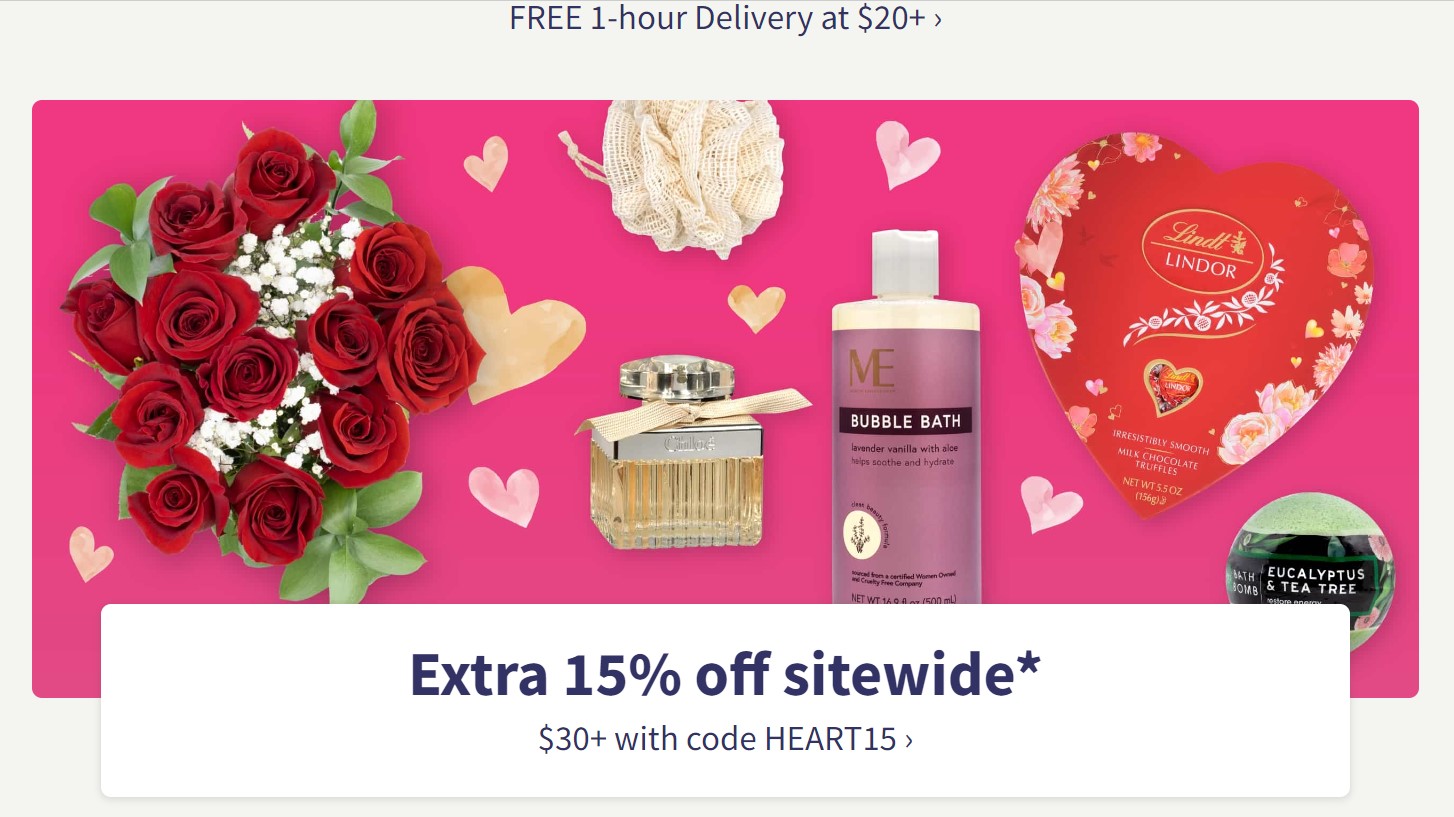 FREE 1-hour Delivery at $20+ ›
Chloé
ME
BUBBLE BATH
lavender vanilla with aloe
helps soothe and hydrate
clean beauty formula
sourced from a certified Women Owned
and Cruelty Free Company
NET WT 16.9 fl oz (500 mL)
Lindt
LINDOR
Lindt
LINDOR
IRRESISTIBLY SMOOTH
MILK CHOCOLATE
TRUFFLES
NET WT 5.5 OZ
(156g)
BATH
BOMB
EUCALYPTUS
& TEA TREE
restore energy
Extra 15% off sitewide*
$30+ with code HEART15 ›